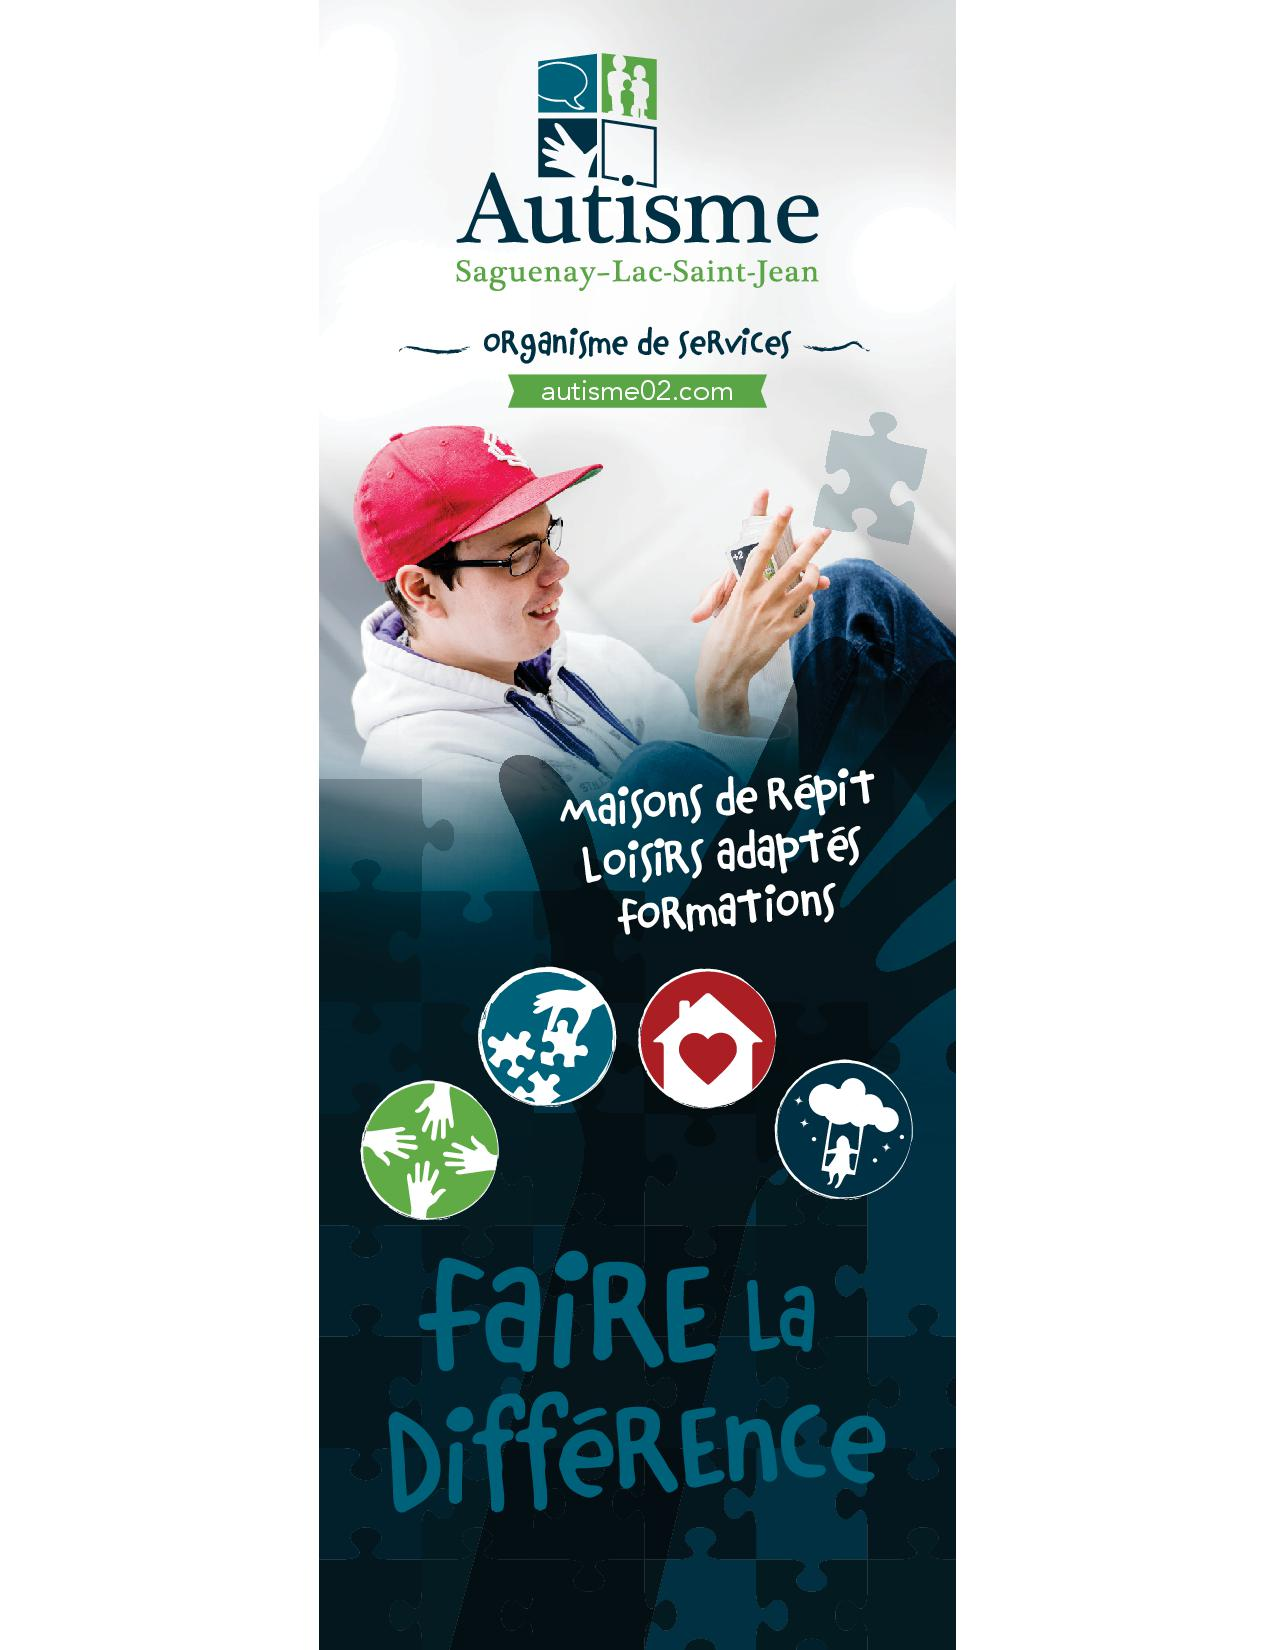 Autisme
Saguenay–Lac-Saint-Jean
organisme de services
autisme02.com
+2
Maisons de Répit
Loisirs adaptés
formations
faire la
Différence